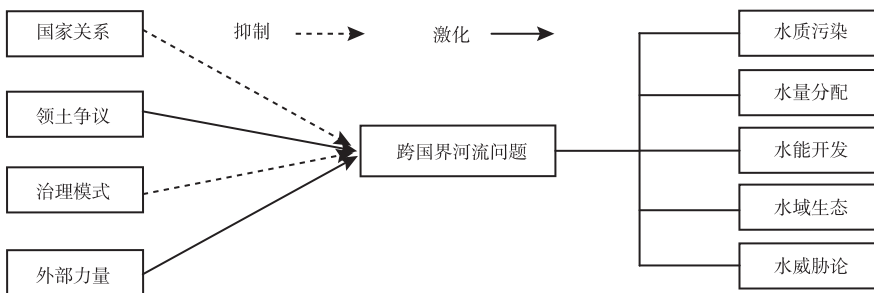 国家关系
抑制
激化
水质污染
领土争议
水量分配
跨国界河流问题
水能开发
治理模式
水域生态
外部力量
水威胁论